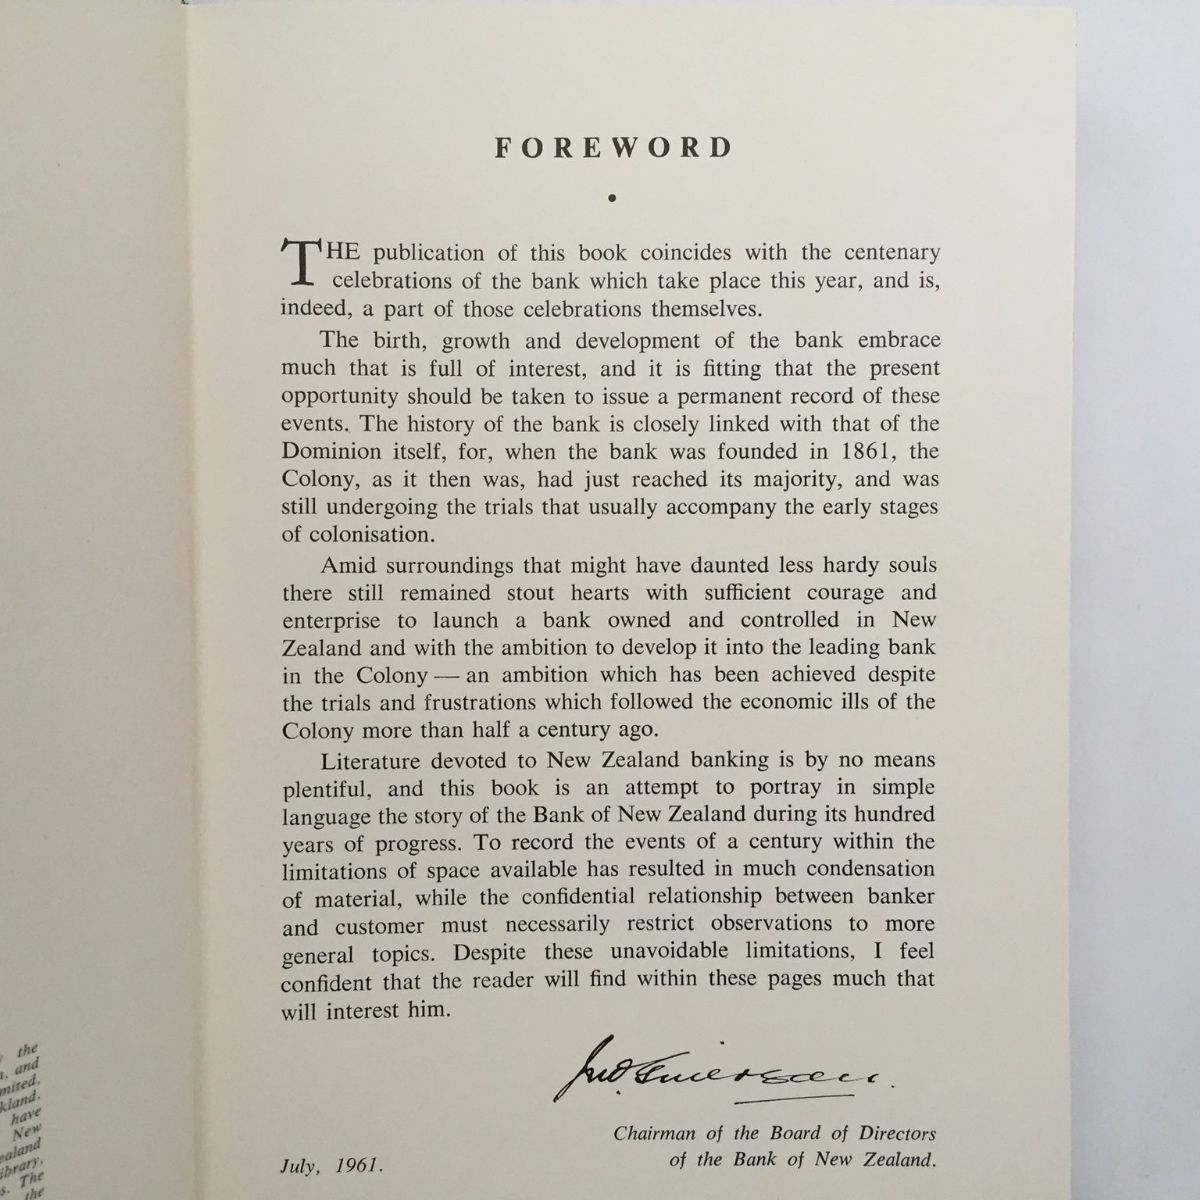 FOREWORD
•
THE publication of this book coincides with the centenary
celebrations of the bank which take place this year, and is,
indeed, a part of those celebrations themselves.
The birth, growth and development of the bank embrace
much that is full of interest, and it is fitting that the present
opportunity should be taken to issue a permanent record of these
events. The history of the bank is closely linked with that of the
Dominion itself, for, when the bank was founded in 1861, the
Colony, as it then was, had just reached its majority, and was
still undergoing the trials that usually accompany the early stages
of colonisation.
Amid surroundings that might have daunted less hardy souls
there still remained stout hearts with sufficient courage and
enterprise to launch a bank owned and controlled in New
Zealand and with the ambition to develop it into the leading bank
in the Colony — an ambition which has been achieved despite
the trials and frustrations which followed the economic ills of the
Colony more than half a century ago.
Literature devoted to New Zealand banking is by no means
plentiful, and this book is an attempt to portray in simple
language the story of the Bank of New Zealand during its hundred
years of progress. To record the events of a century within the
limitations of space available has resulted in much condensation
of material, while the confidential relationship between banker
and customer must necessarily restrict observations to more
general topics. Despite these unavoidable limitations, I feel
confident that the reader will find within these pages much that
will interest him.
Chairman of the Board of Directors
of the Bank of New Zealand.
July, 1961.
the
and
have
New
The
the